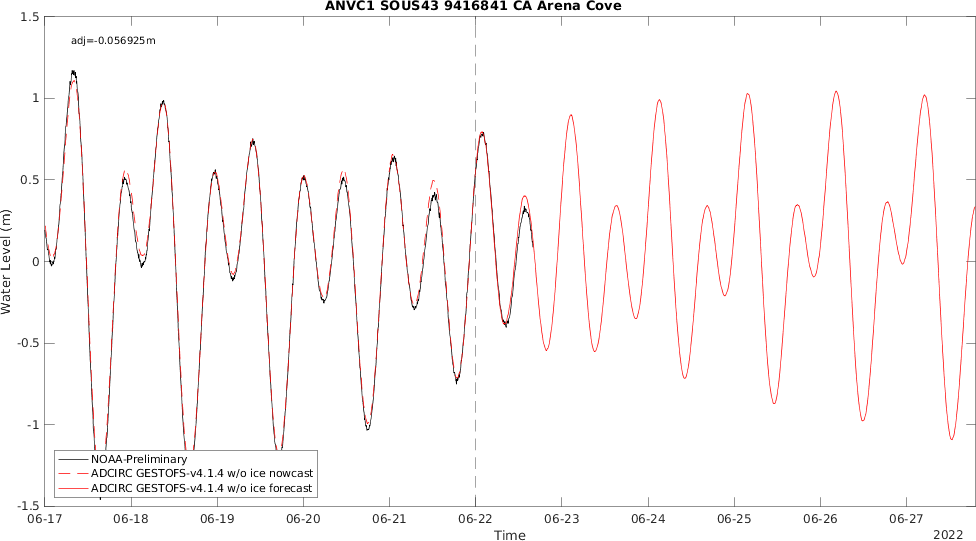 ANVC1 SOUS43 9416841 CA Arena Cove
adj=-0.056925m
1.5
1
0.5
0
-0.5
-1
-1.5
Water Level (m)
NOAA-Preliminary
ADCIRC GESTOFS-v4.1.4 w/o ice nowcast
ADCIRC GESTOFS-v4.1.4 w/o ice forecast
06-17 06-18 06-19 06-20 06-21 06-22 06-23 06-24 06-25 06-26 06-27
Time
2022